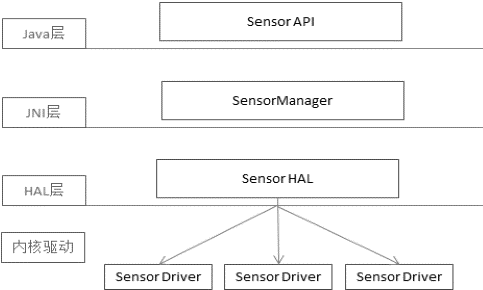 Sensor API
Java层
SensorManager
JNI层
Sensor HAL
HAL层
内核驱动
Sensor Driver
Sensor Driver
Sensor Driver